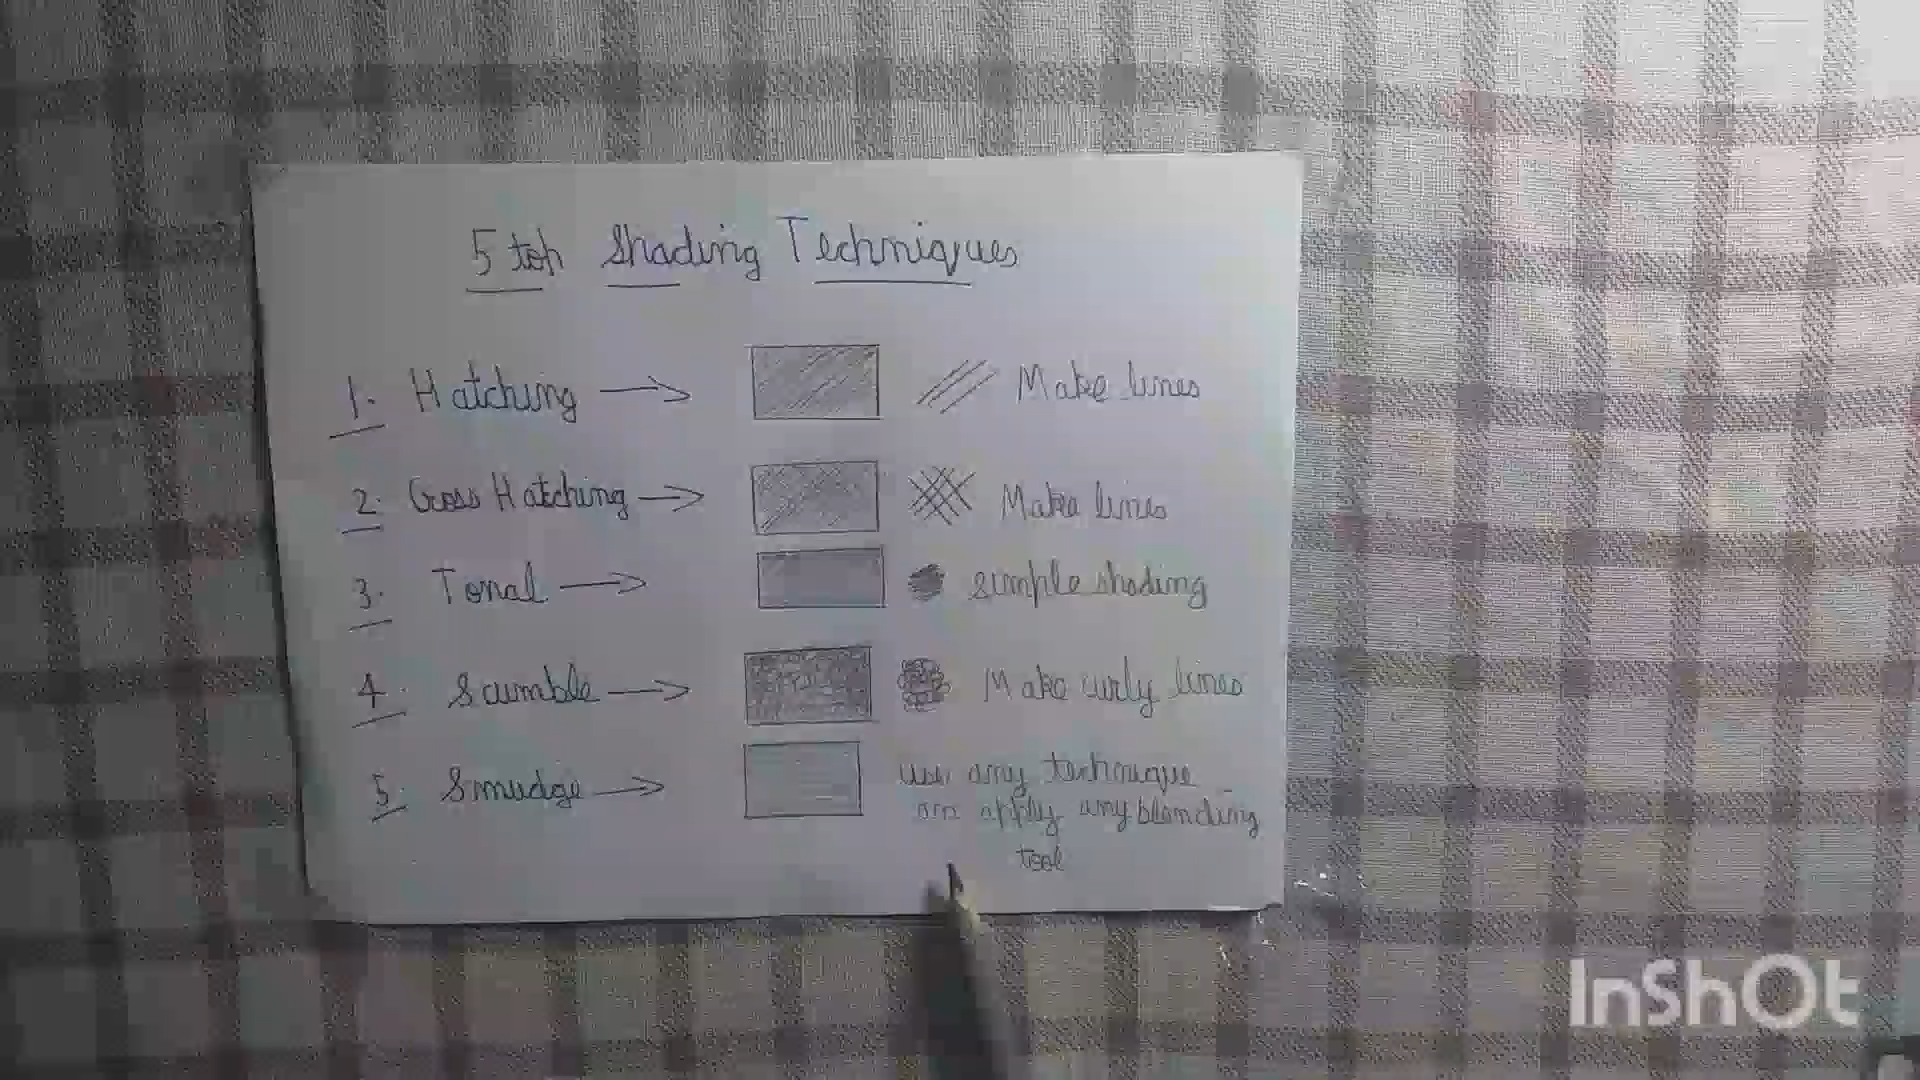 5 top Shading Techniques
1. Hatching → Make lines
2. Cross Hatching → Make lines
3. Tonal → simple shading
4. Scumble → Make curly lines
5. Smudge → use any technique
an apply any blending
tool
InShOt